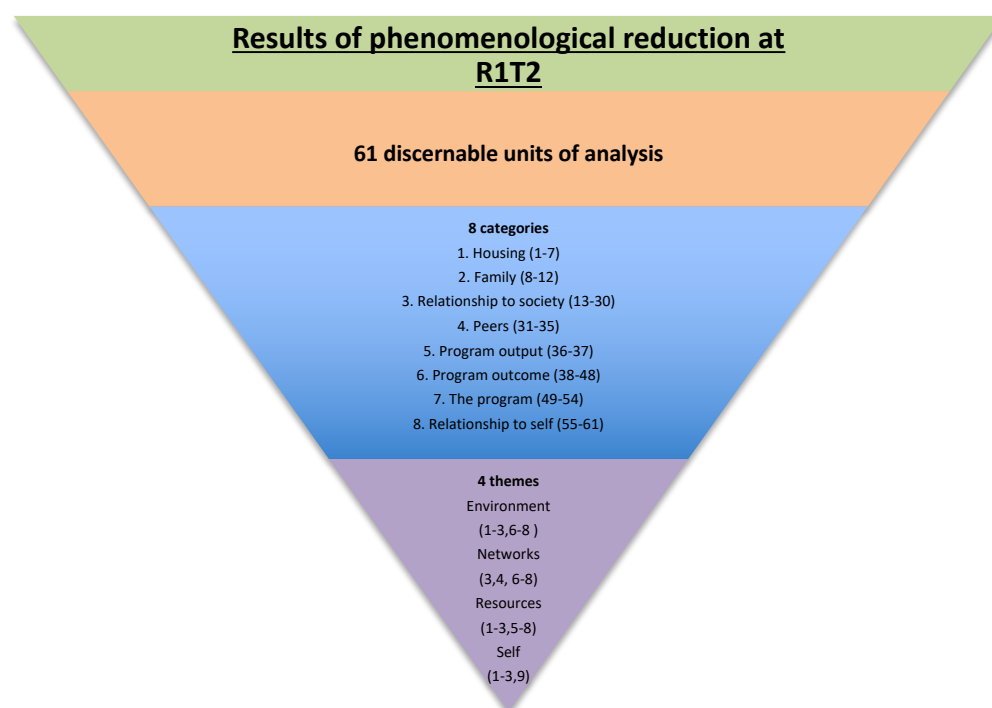 Results of phenomenological reduction at
R1T2
61 discernable units of analysis
8 categories
1. Housing (1-7)
2. Family (8-12)
3. Relationship to society (13-30)
4. Peers (31-35)
5. Program output (36-37)
6. Program outcome (38-48)
7. The program (49-54)
8. Relationship to self (55-61)
4 themes
Environment
(1-3,6-8 )
Networks
(3,4, 6-8)
Resources
(1-3,5-8)
Self
(1-3,9)